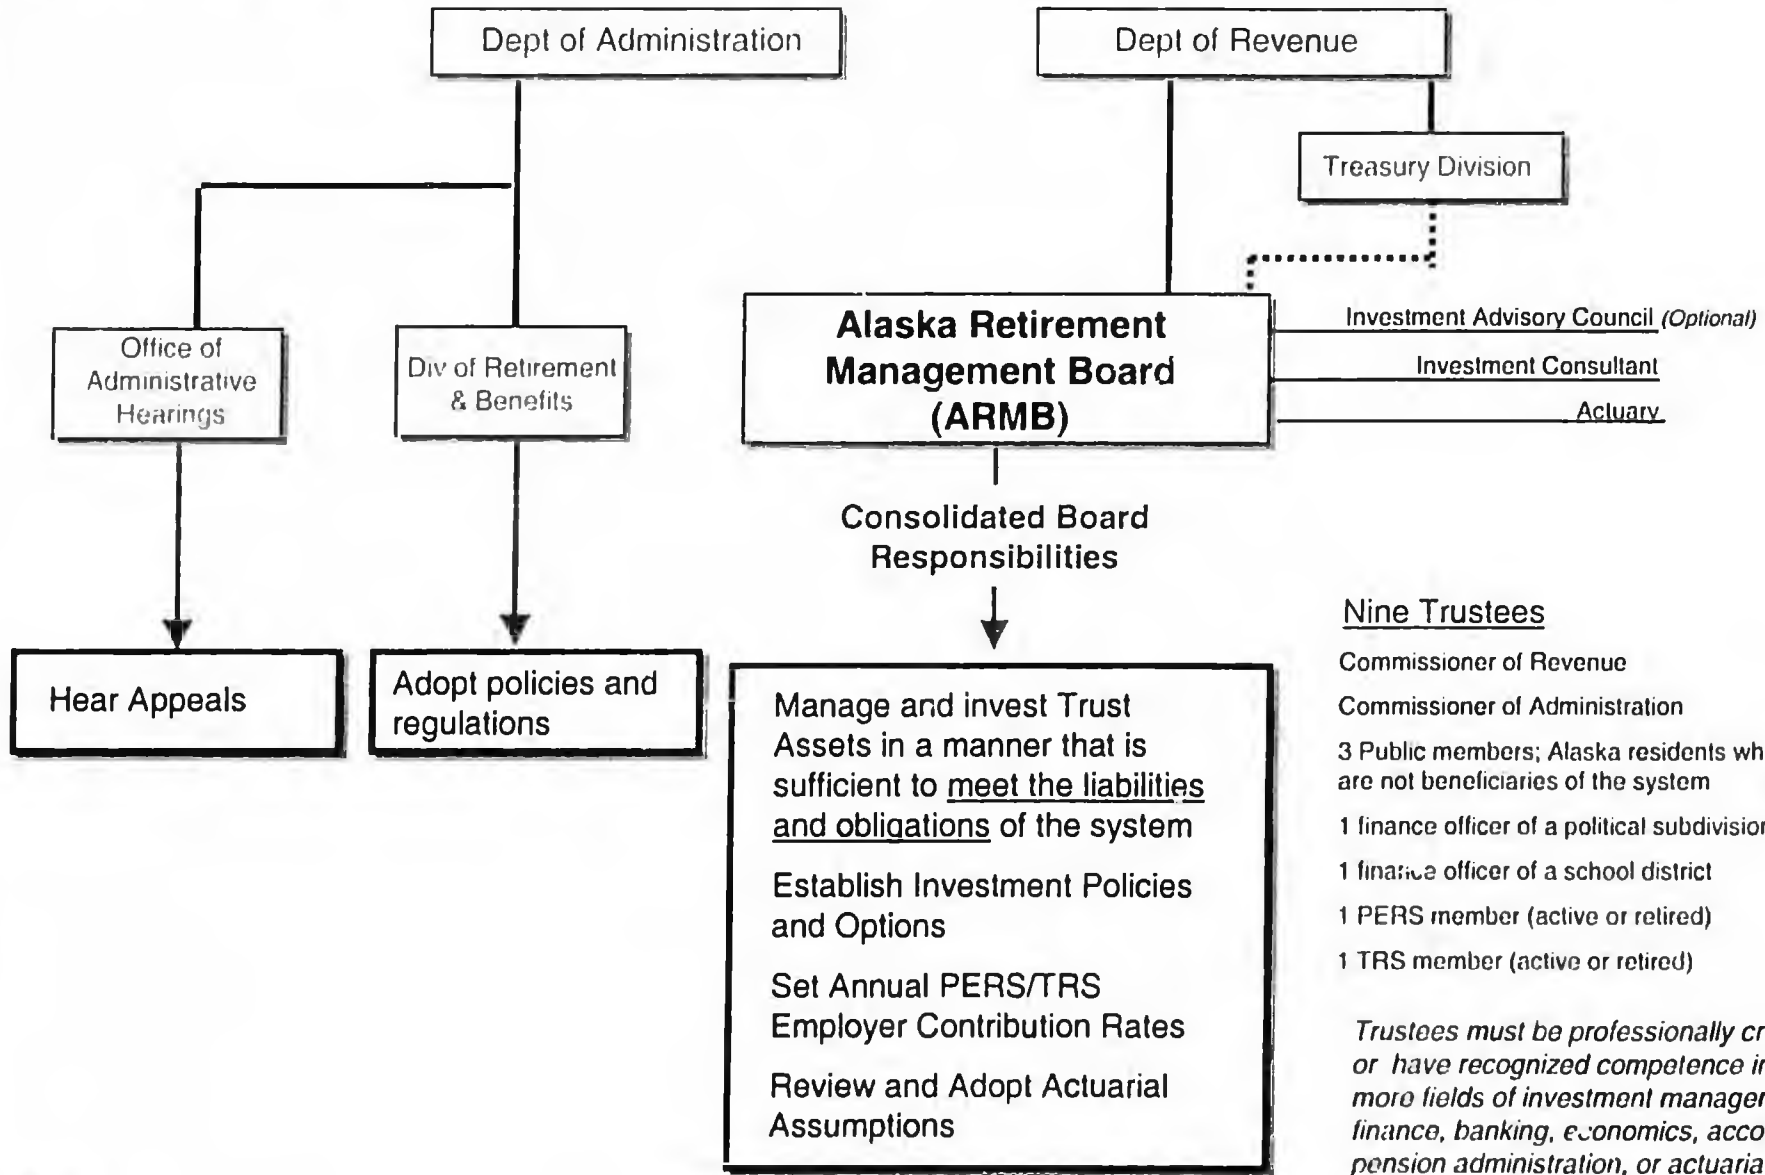 Dept of Administration
Dept of Revenue
Treasury Division
Office of
Administrative
Hearings
Div of Retirement
& Benefits
Alaska Retirement
Management Board
(ARMB)
Investment Advisory Council (Optional)
Investment Consultant
Actuary
Consolidated Board
Responsibilities
Hear Appeals
Adopt policies and
regulations
Manage and invest Trust
Assets in a manner that is
sufficient to meet the liabilities
and obligations of the system
Establish Investment Policies
and Options
Set Annual PERS/TRS
Employer Contribution Rates
Review and Adopt Actuarial
Assumptions
Nine Trustees
Commissioner of Revenue
Commissioner of Administration
3 Public members; Alaska residents wh
are not beneficiaries of the system
1 finance officer of a political subdivision
1 finance officer of a school district
1 PERS member (active or retired)
1 TRS member (active or retired)
Trustees must be professionally cr
or have recognized competence in
more fields of investment manager
finance, banking, economics, acco
pension administration, or actuaria